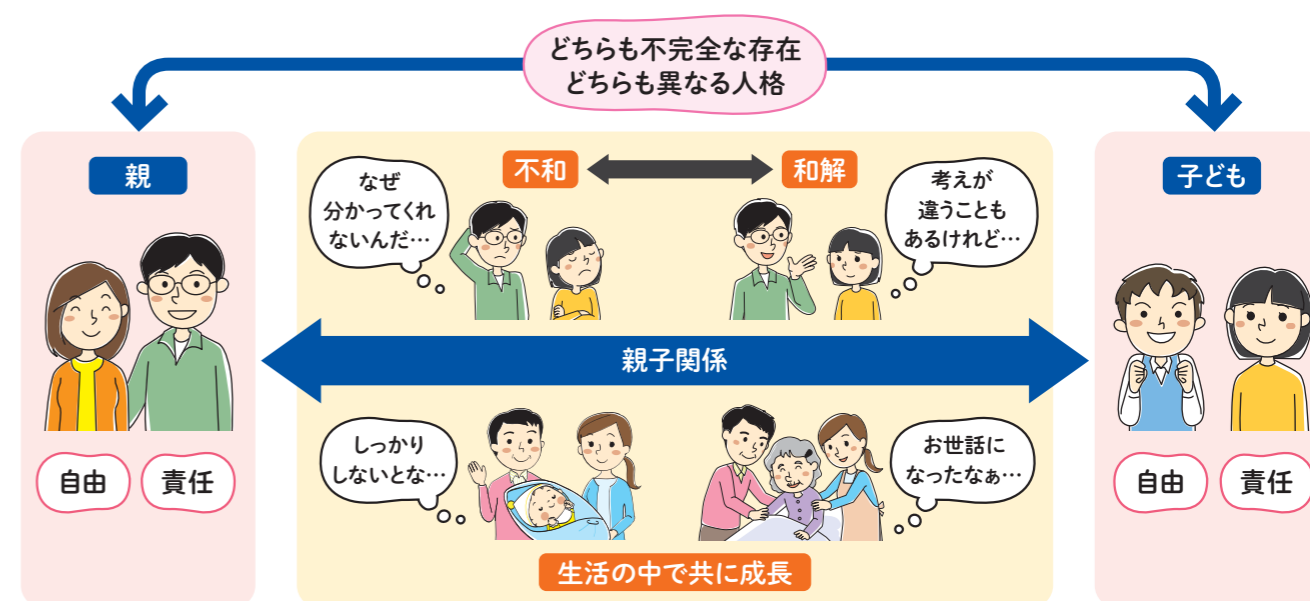 どちらも不完全な存在
どちらも異なる人格
親
自由
責任
不和
和解
なぜ
分かってくれ
ないんだ…
考えが
違うことも
あるけれど…
親子関係
しっかり
しないとな…
お世話に
なったなぁ…
生活の中で共に成長
子ども
自由
責任